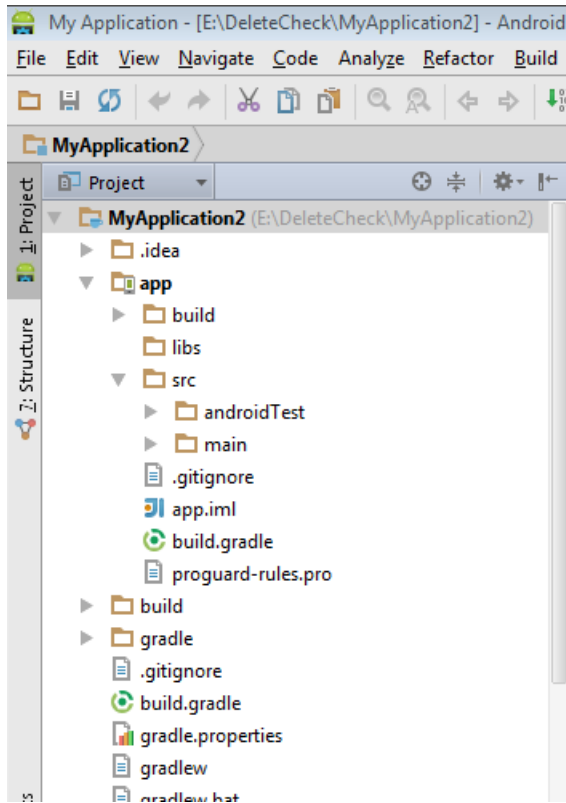 My Application - [E:\DeleteCheck\MyApplication2] - Android
File Edit View Navigate Code Analyze Refactor Build
MyApplication2
Project
1: Project
7: Structure
MyApplication2 (E:\DeleteCheck\MyApplication2)
.idea
app
build
libs
src
androidTest
main
.gitignore
app.iml
build.gradle
proguard-rules.pro
build
gradle
.gitignore
build.gradle
gradle.properties
gradlew
gradlew.bat